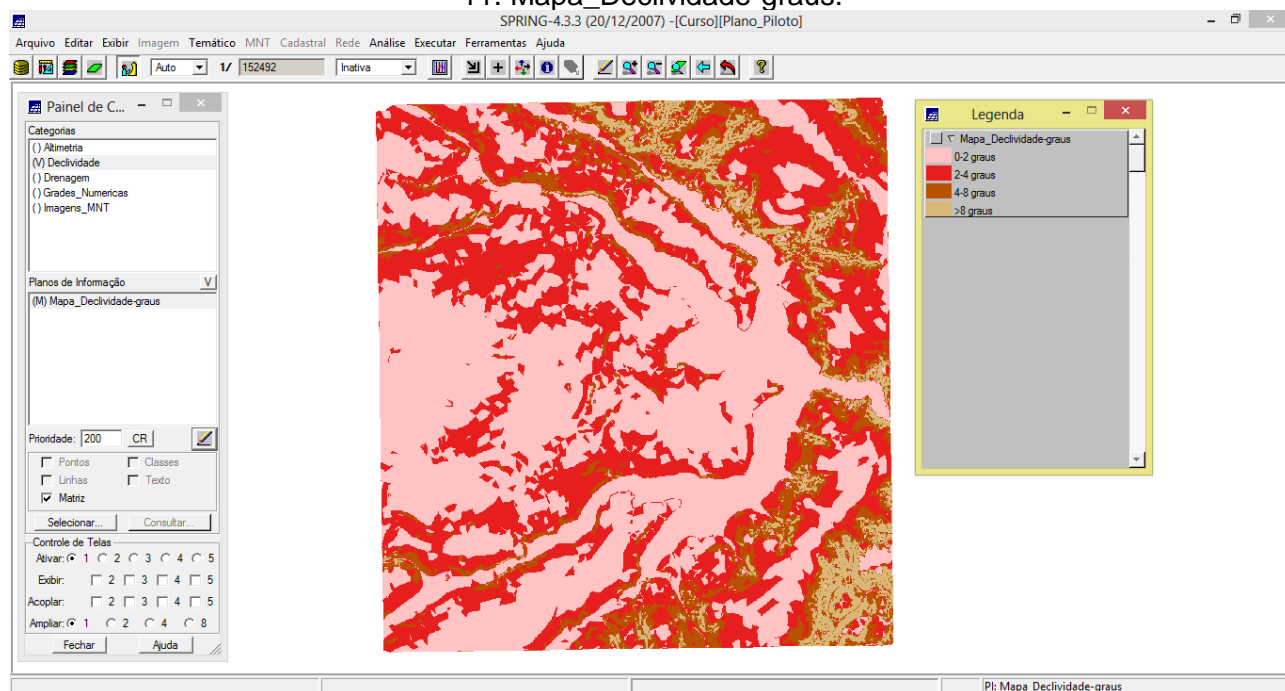 11. Mapa_Declividade-graus.
SPRING-4.3.3 (20/12/2007) -[Curso][Plano_Piloto]
Arquivo Editar Exibir Imagem Temático MNT Cadastral Rede Análise Executar Ferramentas Ajuda
Auto 1/ 152492 Inativa
Painel de C...
Categorias
( ) Altimetria
(V) Declividade
( ) Drenagem
( ) Grades_Numericas
( ) Imagens_MNT
Planos de Informação V
(M) Mapa_Declividade-graus
Prioridade: 200 CR
Pontos Classes
Linhas Texto
Matriz
Selecionar... Consultar...
Controle de Telas
Ativar: 1 2 3 4 5
Exibir: 2 3 4 5
Acoplar: 2 3 4 5
Ampliar: 1 2 4 8
Fechar Ajuda
Legenda
Mapa_Declividade-graus
0-2 graus
2-4 graus
4-8 graus
>8 graus
PI: Mapa_Declividade-graus